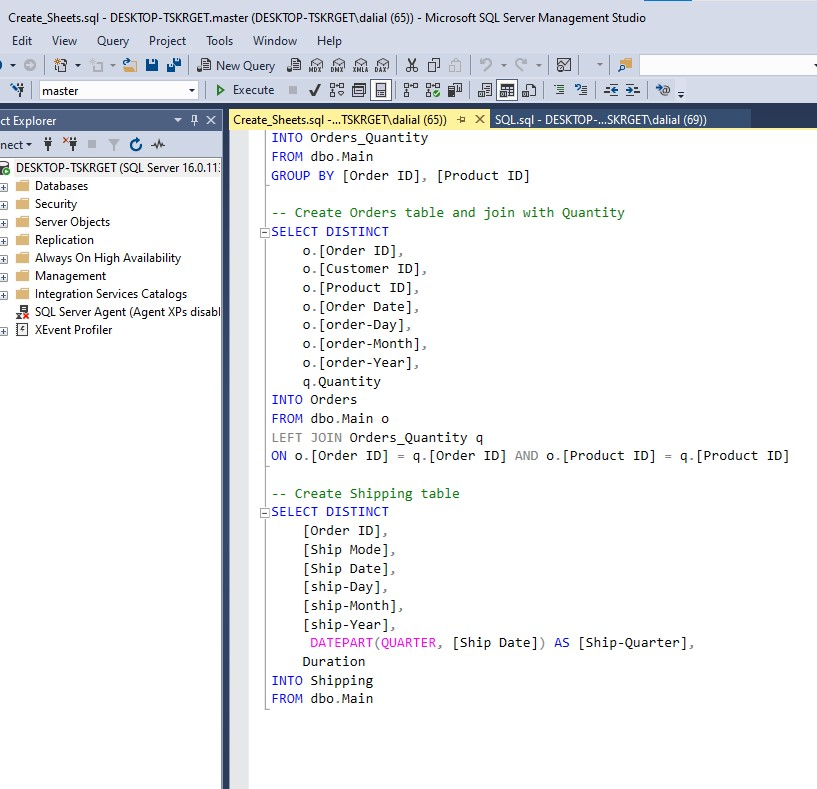 Create_Sheets.sql - DESKTOP-TSKRGET.master (DESKTOP-TSKRGET\dalial (65)) - Microsoft SQL Server Management Studio
Edit View Query Project Tools Window Help
New Query MDX DMX XMLA DAX
master Execute
ct Explorer
nect
DESKTOP-TSKRGET (SQL Server 16.0.11
Databases
Security
Server Objects
Replication
Always On High Availability
Management
Integration Services Catalogs
SQL Server Agent (Agent XPs disabl
XEvent Profiler
Create_Sheets.sql -...TSKRGET\dalial (65)) SQL.sql - DESKTOP-...SKRGET\dalial (69))
INTO Orders_Quantity
FROM dbo.Main
GROUP BY [Order ID], [Product ID]
-- Create Orders table and join with Quantity
SELECT DISTINCT
o.[Order ID],
o.[Customer ID],
o.[Product ID],
o.[Order Date],
o.[order-Day],
o.[order-Month],
o.[order-Year],
q.Quantity
INTO Orders
FROM dbo.Main o
LEFT JOIN Orders_Quantity q
ON o.[Order ID] = q.[Order ID] AND o.[Product ID] = q.[Product ID]
-- Create Shipping table
SELECT DISTINCT
[Order ID],
[Ship Mode],
[Ship Date],
[ship-Day],
[ship-Month],
[ship-Year],
DATEPART(QUARTER, [Ship Date]) AS [Ship-Quarter],
Duration
INTO Shipping
FROM dbo.Main